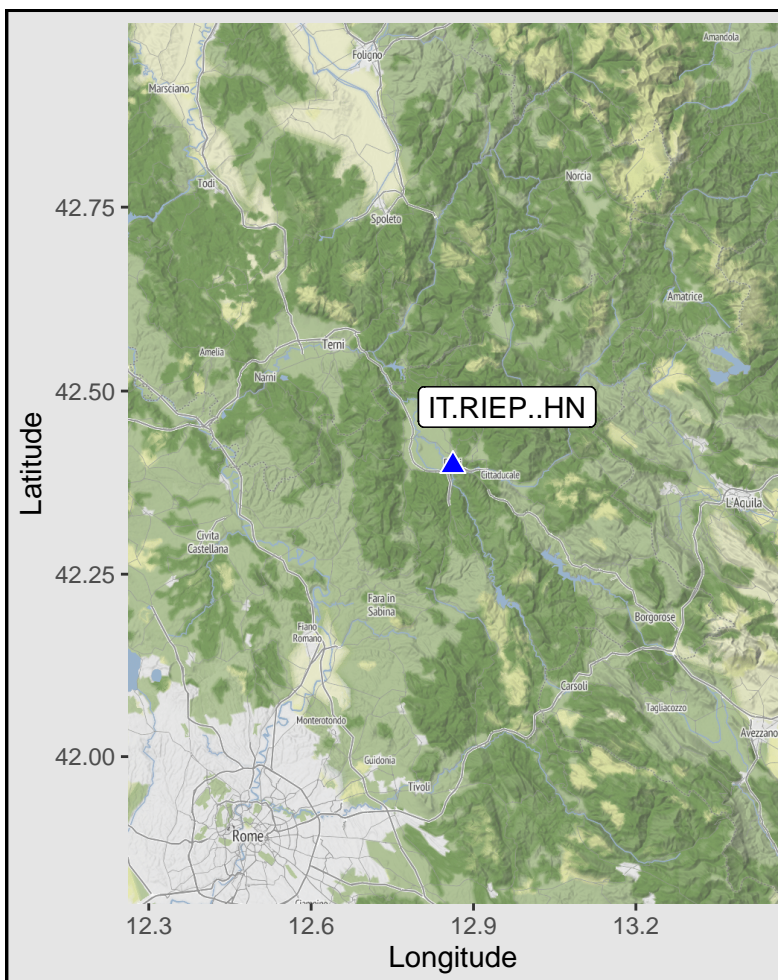 Amandola
Foligno
Marsciano
Norcia
Todi
42.75
Spoleto
Amatrice
Terni
Amelia
Narni
42.50
IT.RIEP..HN
Latitude
Cittaducale
L'Aquila
Civita
Castellana
42.25
Fara in
Sabina
Borgorose
Fiano
Romano
Carsoli
Tagliacozzo
Monterotondo
Avezzano
42.00
Guidonia
Tivoli
Rome
12.3
12.6
12.9
13.2
Longitude